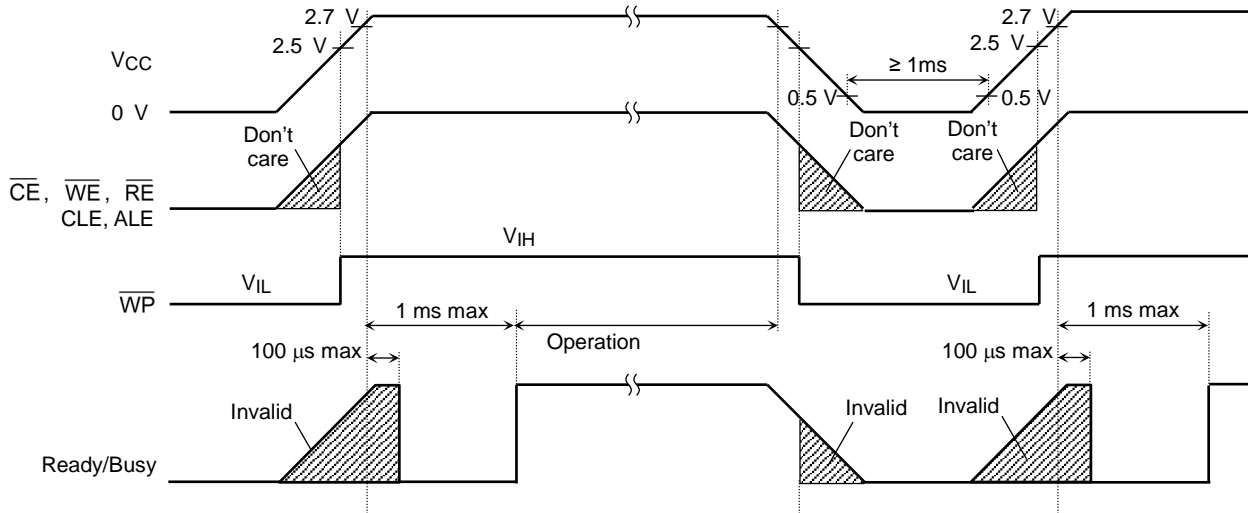 2.7 V
2.7 V
2.5 V
2.5 V
VCC
≥ 1ms
0 V
0.5 V
0.5 V
Don't care
Don't care
Don't care
CE, WE, RE
CLE, ALE
VIH
VIL
VIL
WP
1 ms max
1 ms max
Operation
100 μs max
100 μs max
Invalid
Invalid
Invalid
Ready/Busy